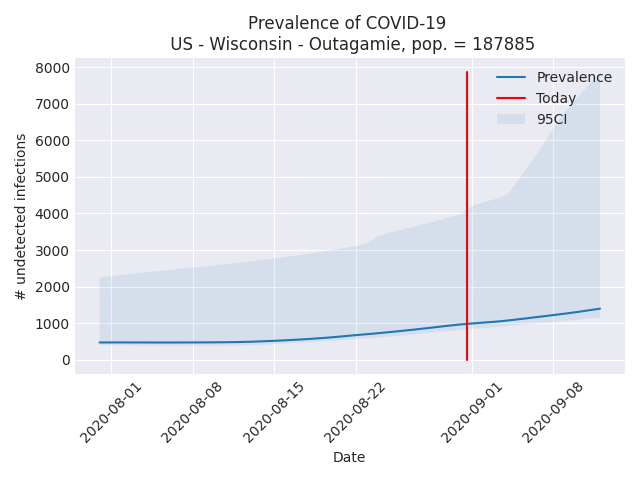 Prevalence of COVID-19
US - Wisconsin - Outagamie, pop. = 187885
8000
7000
6000
5000
4000
3000
2000
1000
0
# undetected infections
Prevalence
Today
95CI
2020-08-01
2020-08-08
2020-08-15
2020-08-22
2020-09-01
2020-09-08
Date